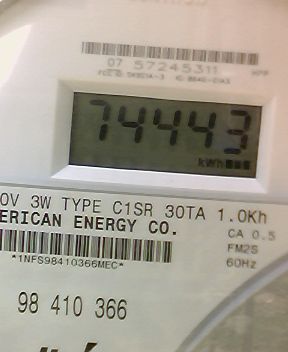 07 57245311
74443
kWh
0V 3W TYPE C1SR 30TA 1.0Kh
ERICAN ENERGY CO.
CA 0.5
FM2S
*1NFS98410366MEC*
60Hz
98 410 366